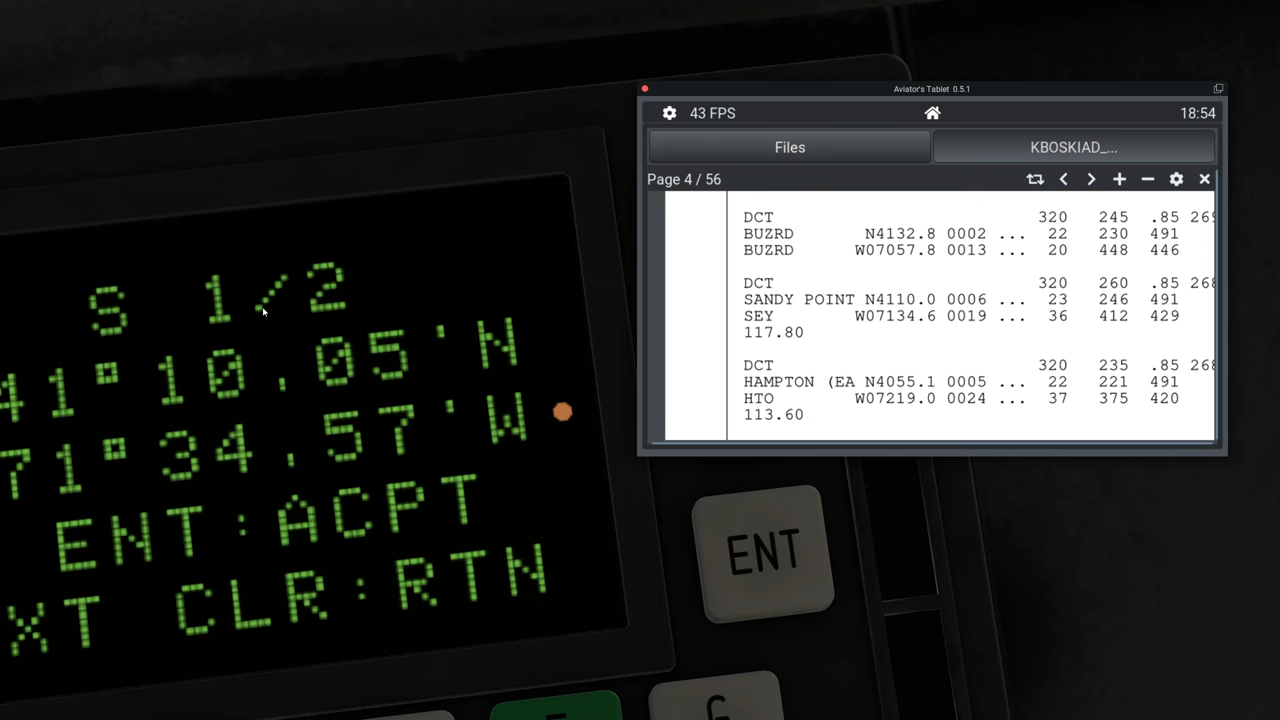 Aviator's Tablet 0.5.1
43 FPS
18:54
Files
KBOSKIAD_...
Page 4 / 56
DCT 320 245 .85 269
BUZRD N4132.8 0002 ... 22 230 491
BUZRD W07057.8 0013 ... 20 448 446
DCT 320 260 .85 268
SANDY POINT N4110.0 0006 ... 23 246 491
SEY W07134.6 0019 ... 36 412 429
117.80
DCT 320 235 .85 268
HAMPTON (EA N4055.1 0005 ... 22 221 491
HTO W07219.0 0024 ... 37 375 420
113.60
S 1/2
41°10.05'N
71°34.57'W
ENT:ACPT
XT CLR:RTN
ENT
G